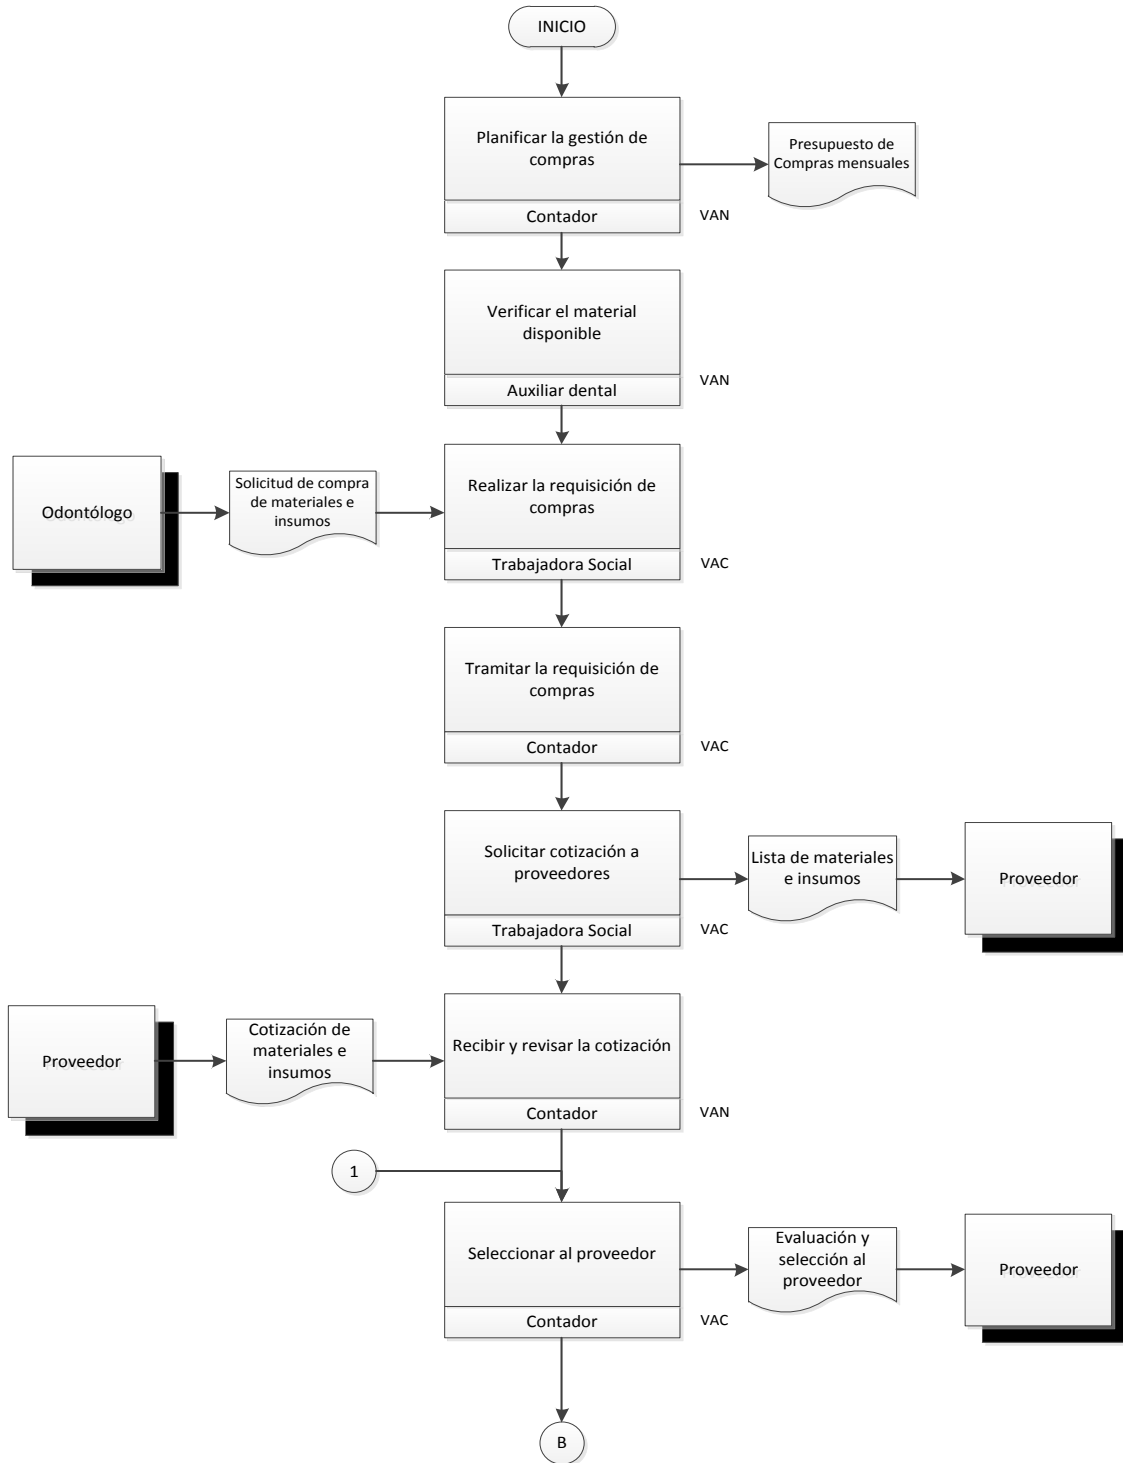 INICIO
Planificar la gestión de
compras
Contador
VAN
Presupuesto de
Compras mensuales
Verificar el material
disponible
Auxiliar dental
VAN
Odontólogo
Solicitud de compra
de materiales e
insumos
Realizar la requisición de
compras
Trabajadora Social
VAC
Tramitar la requisición de
compras
Contador
VAC
Solicitar cotización a
proveedores
Trabajadora Social
VAC
Lista de materiales
e insumos
Proveedor
Proveedor
Cotización de
materiales e
insumos
Recibir y revisar la cotización
Contador
VAN
1
Seleccionar al proveedor
Contador
VAC
Evaluación y
selección al
proveedor
Proveedor
B